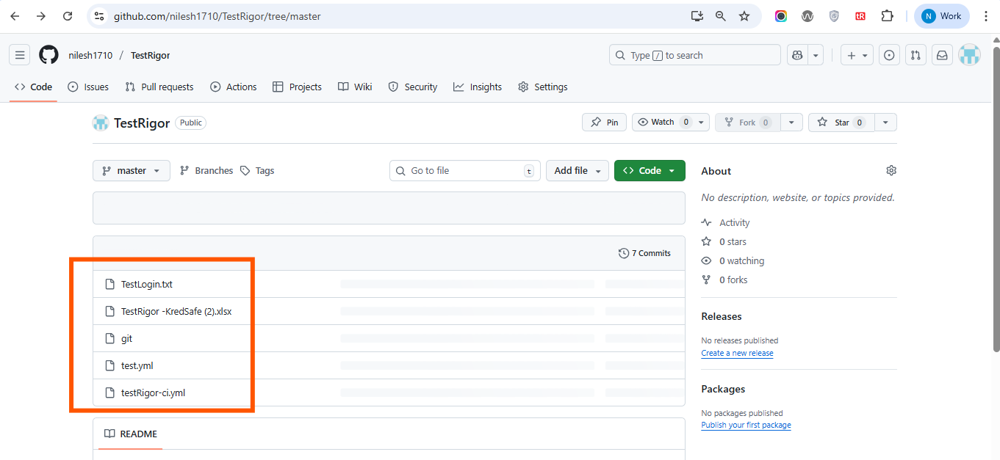 github.com/nilesh1710/TestRigor/tree/master
tR
N Work
nilesh1710 / TestRigor
Type / to search
Code Issues Pull requests Actions Projects Wiki Security Insights Settings
TestRigor Public
Pin Watch 0 Fork 0 Star 0
master Branches Tags
Go to file t
Add file
Code
About
No description, website, or topics provided.
Activity
0 stars
0 watching
0 forks
7 Commits
TestLogin.txt
TestRigor -KredSafe (2).xlsx
git
test.yml
testRigor-ci.yml
README
Releases
No releases published
Create a new release
Packages
No packages published
Publish your first package